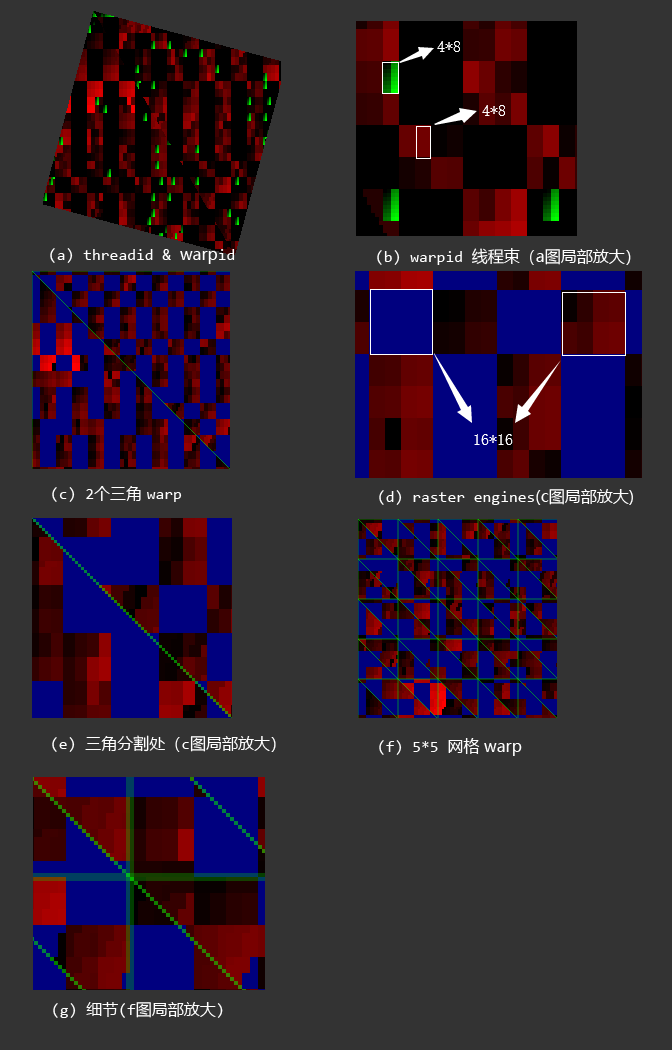 4*8
4*8
(a) threadid & warpid
(b) warpid 线程束 (a图局部放大)
16*16
(c) 2个三角 warp
(d) raster engines(c图局部放大)
(e) 三角分割处 (c图局部放大)
(f) 5*5 网格 warp
(g) 细节(f图局部放大)